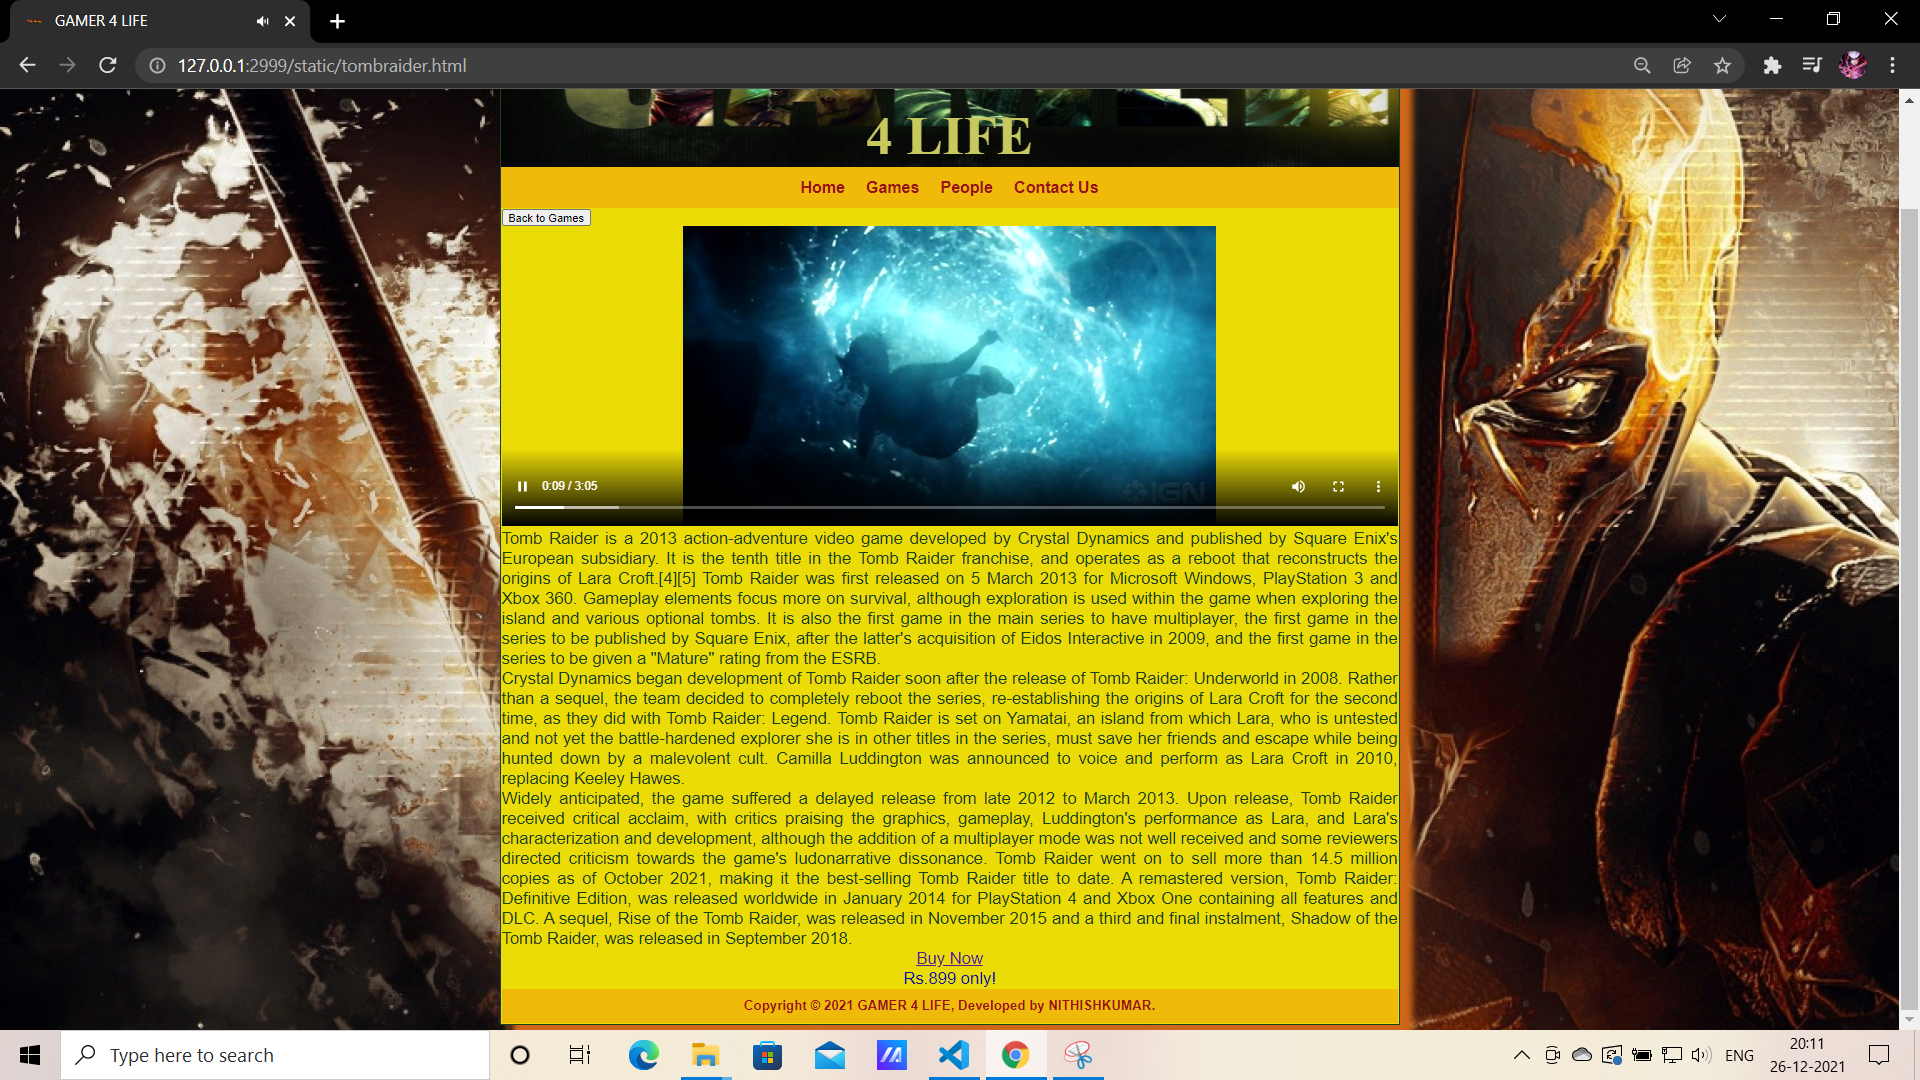 GAMER 4 LIFE
127.0.0.1:2999/static/tombraider.html
4 LIFE
Home Games People Contact Us
Back to Games
IGN
0:09 / 3:05
Tomb Raider is a 2013 action-adventure video game developed by Crystal Dynamics and published by Square Enix's
European subsidiary. It is the tenth title in the Tomb Raider franchise, and operates as a reboot that reconstructs the
origins of Lara Croft.[4][5] Tomb Raider was first released on 5 March 2013 for Microsoft Windows, PlayStation 3 and
Xbox 360. Gameplay elements focus more on survival, although exploration is used within the game when exploring the
island and various optional tombs. It is also the first game in the main series to have multiplayer, the first game in the
series to be published by Square Enix, after the latter's acquisition of Eidos Interactive in 2009, and the first game in the
series to be given a "Mature" rating from the ESRB.
Crystal Dynamics began development of Tomb Raider soon after the release of Tomb Raider: Underworld in 2008. Rather
than a sequel, the team decided to completely reboot the series, re-establishing the origins of Lara Croft for the second
time, as they did with Tomb Raider: Legend. Tomb Raider is set on Yamatai, an island from which Lara, who is untested
and not yet the battle-hardened explorer she is in other titles in the series, must save her friends and escape while being
hunted down by a malevolent cult. Camilla Luddington was announced to voice and perform as Lara Croft in 2010,
replacing Keeley Hawes.
Widely anticipated, the game suffered a delayed release from late 2012 to March 2013. Upon release, Tomb Raider
received critical acclaim, with critics praising the graphics, gameplay, Luddington's performance as Lara, and Lara's
characterization and development, although the addition of a multiplayer mode was not well received and some reviewers
directed criticism towards the game's ludonarrative dissonance. Tomb Raider went on to sell more than 14.5 million
copies as of October 2021, making it the best-selling Tomb Raider title to date. A remastered version, Tomb Raider:
Definitive Edition, was released worldwide in January 2014 for PlayStation 4 and Xbox One containing all features and
DLC. A sequel, Rise of the Tomb Raider, was released in November 2015 and a third and final instalment, Shadow of the
Tomb Raider, was released in September 2018.
Buy Now
Rs.899 only!
Copyright © 2021 GAMER 4 LIFE, Developed by NITHISHKUMAR.
Type here to search
ENG
20:11
26-12-2021